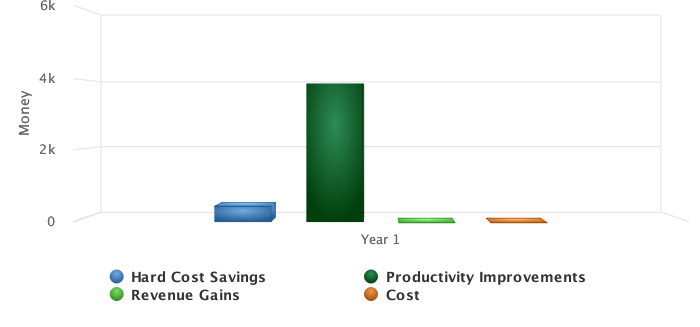 6k
4k
2k
0
Money
Year 1
Hard Cost Savings
Productivity Improvements
Revenue Gains
Cost